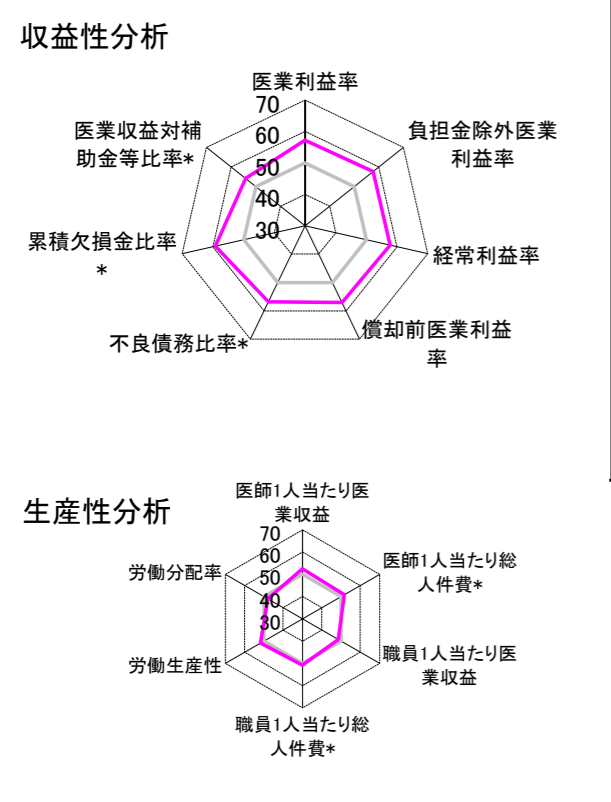 収益性分析
医業利益率
負担金除外医業
利益率
経常利益率
償却前医業利益
率
不良債務比率*
累積欠損金比率
*
医業収益対補
助金等比率*
70
60
50
40
30
生産性分析
医師1人当たり医
業収益
医師1人当たり総
人件費*
職員1人当たり医
業収益
職員1人当たり総
人件費*
労働生産性
労働分配率
70
60
50
40
30